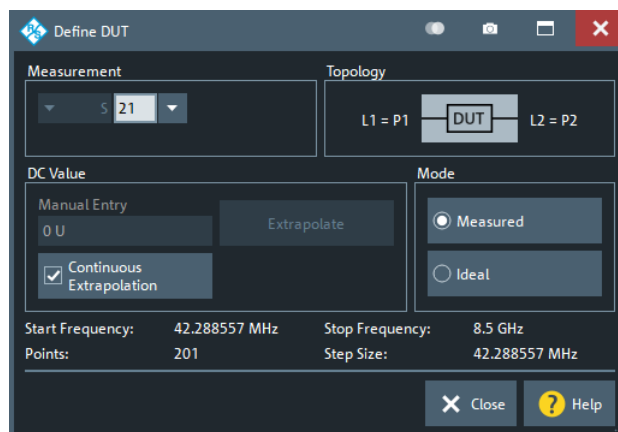 Define DUT
Measurement
S 21
Topology
L1 = P1 DUT L2 = P2
DC Value
Manual Entry
0 U
Extrapolate
Continuous
Extrapolation
Mode
Measured
Ideal
Start Frequency: 42.288557 MHz Stop Frequency: 8.5 GHz
Points: 201 Step Size: 42.288557 MHz
Close ? Help